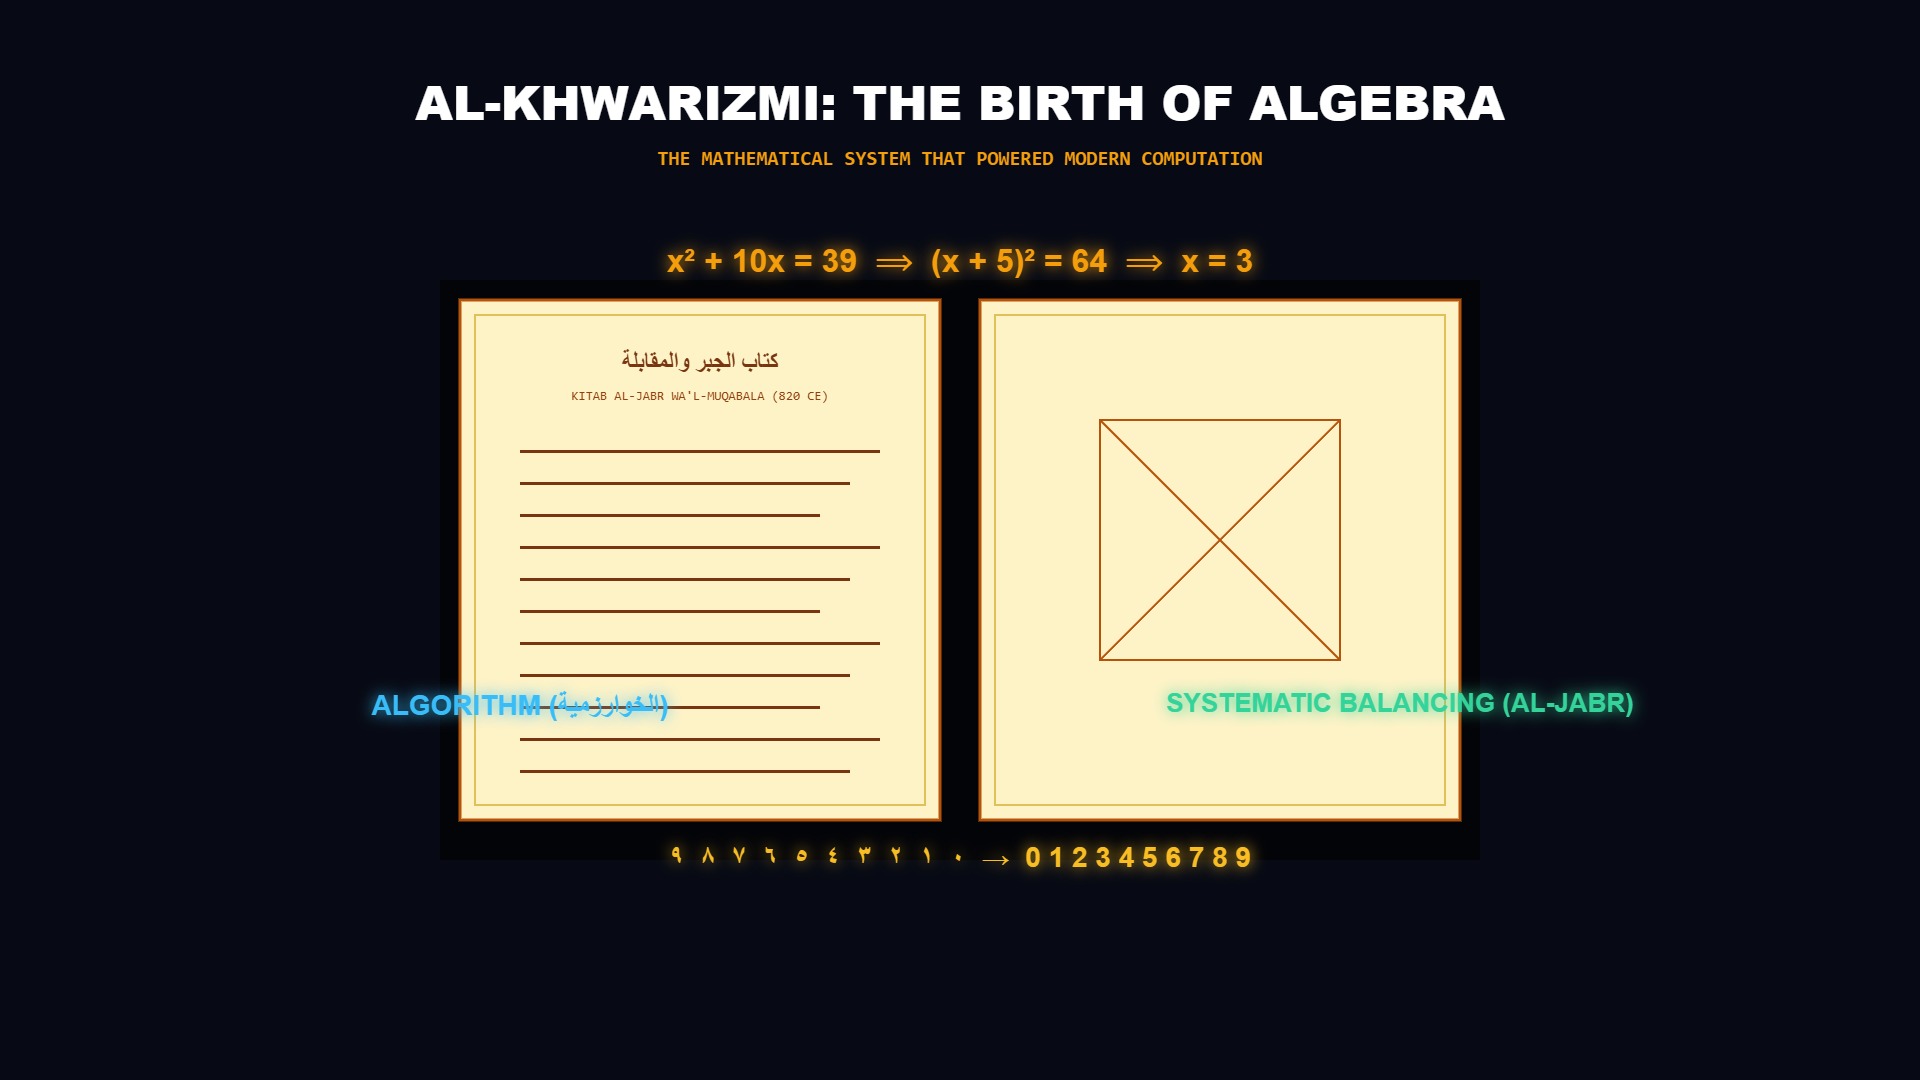 AL-KHWARIZMI: THE BIRTH OF ALGEBRA
THE MATHEMATICAL SYSTEM THAT POWERED MODERN COMPUTATION
x² + 10x = 39 ⟹ (x + 5)² = 64 ⟹ x = 3
كتاب الجبر والمقابلة
KITAB AL-JABR WA'L-MUQABALA (820 CE)
ALGORITHM (الخوارزمية)
SYSTEMATIC BALANCING (AL-JABR)
٩ ٨ ٧ ٦ ٥ ٤ ٣ ٢ ١ ٠ → 0 1 2 3 4 5 6 7 8 9